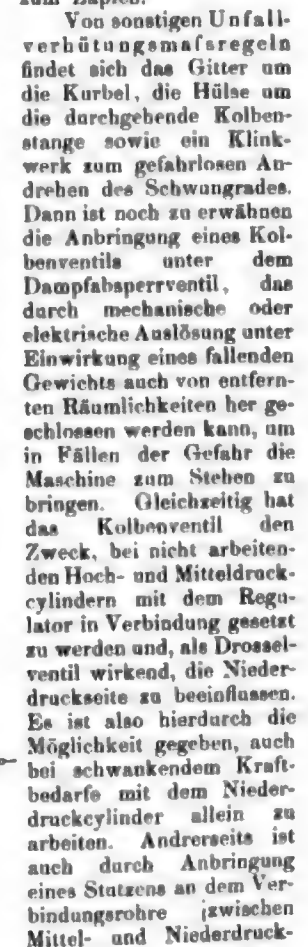 Von sonstigen Unfall-
verhütungsmafsregeln
findet sich das Gitter um
die Kurbel, die Hülse um
die durchgehende Kolben-
stange sowie ein Klink-
werk zum gefahrlosen An-
drehen des Schwungrades.
Dann ist noch zu erwähnen
die Anbringung eines Kol-
benventils unter dem
Dampfabsperrventil, das
durch mechanische oder
elektrische Auslösung unter
Einwirkung eines fallenden
Gewichts auch von entfern-
ten Räumlichkeiten her ge-
schlossen werden kann, um
in Fällen der Gefahr die
Maschine zum Stehen zu
bringen. Gleichzeitig hat
das Kolbenventil den
Zweck, bei nicht arbeiten-
den Hoch- und Mitteldruck-
cylindern mit dem Regu-
lator in Verbindung gesetzt
zu werden und, als Drossel-
ventil wirkend, die Nieder-
druckseite zu beeinflussen.
Es ist also hierdurch die
Möglichkeit gegeben, auch
bei schwankendem Kraft-
bedarfe mit dem Nieder-
druckcylinder allein zu
arbeiten. Andrerseits ist
auch durch Anbringung
eines Stutzens an dem Ver-
bindungsrohre zwischen
Mittel- und Niederdruck-